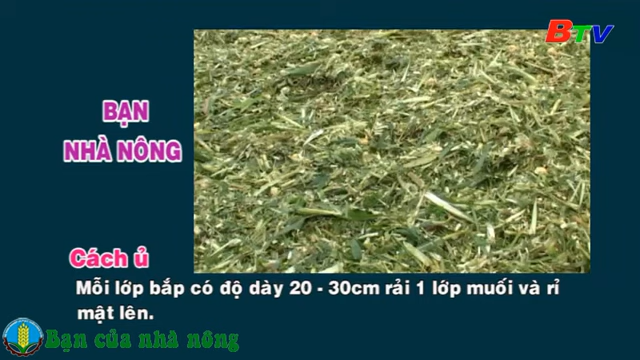 BTV
BẠN
NHÀ NÔNG
Cách ủ
Mỗi lớp bắp có độ dày 20 - 30cm rải 1 lớp muối và rỉ
mật lên.
Bạn của nhà nông